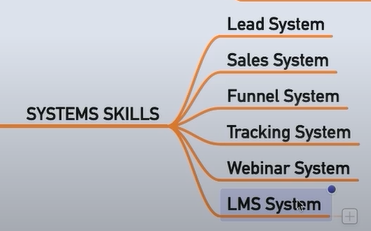 Lead System
Sales System
Funnel System
SYSTEMS SKILLS
Tracking System
Webinar System
LMS System